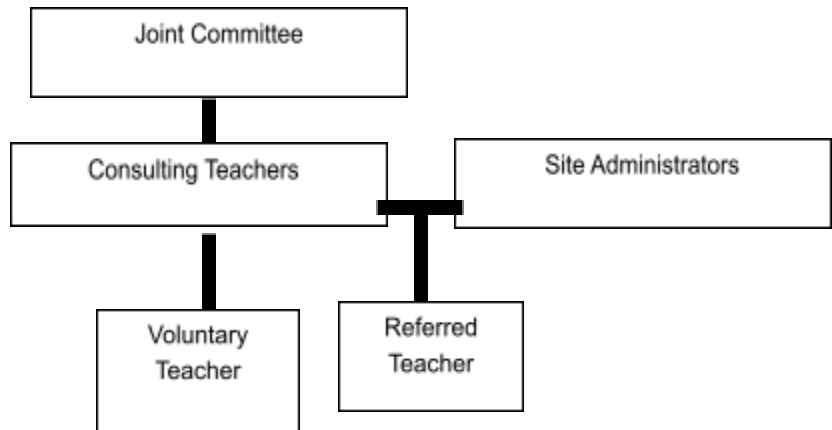 Joint Committee
Consulting Teachers
Site Administrators
Voluntary
Teacher
Referred
Teacher